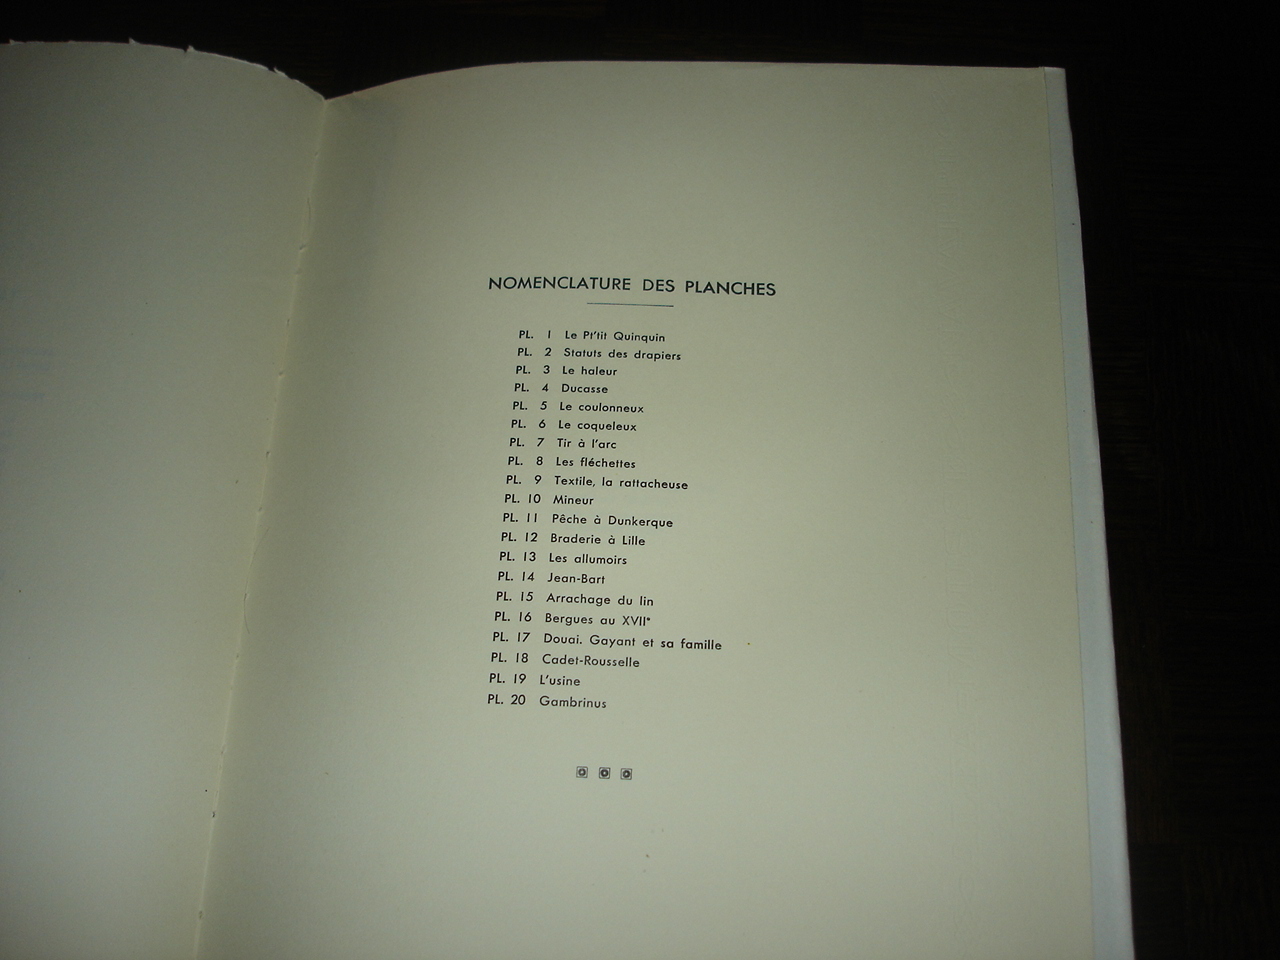 NOMENCLATURE DES PLANCHES
PL. 1 Le Pt'tit Quinquin
PL. 2 Statuts des drapiers
PL. 3 Le haleur
PL. 4 Ducasse
PL. 5 Le coulonneux
PL. 6 Le coqueleux
PL. 7 Tir à l'arc
PL. 8 Les fléchettes
PL. 9 Textile, la rattacheuse
PL. 10 Mineur
PL. 11 Pêche à Dunkerque
PL. 12 Braderie à Lille
PL. 13 Les allumoirs
PL. 14 Jean-Bart
PL. 15 Arrachage du lin
PL. 16 Bergues au XVIIe
PL. 17 Douai. Gayant et sa famille
PL. 18 Cadet-Rousselle
PL. 19 L'usine
PL. 20 Gambrinus